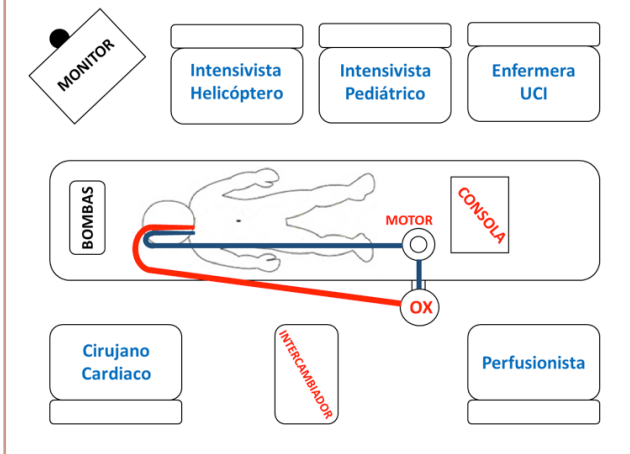 MONITOR
Intensivista
Helicóptero
Intensivista
Pediátrico
Enfermera
UCI
BOMBAS
MOTOR
CONSOLA
OX
Cirujano
Cardiaco
INTERCAMBIADOR
Perfusionista